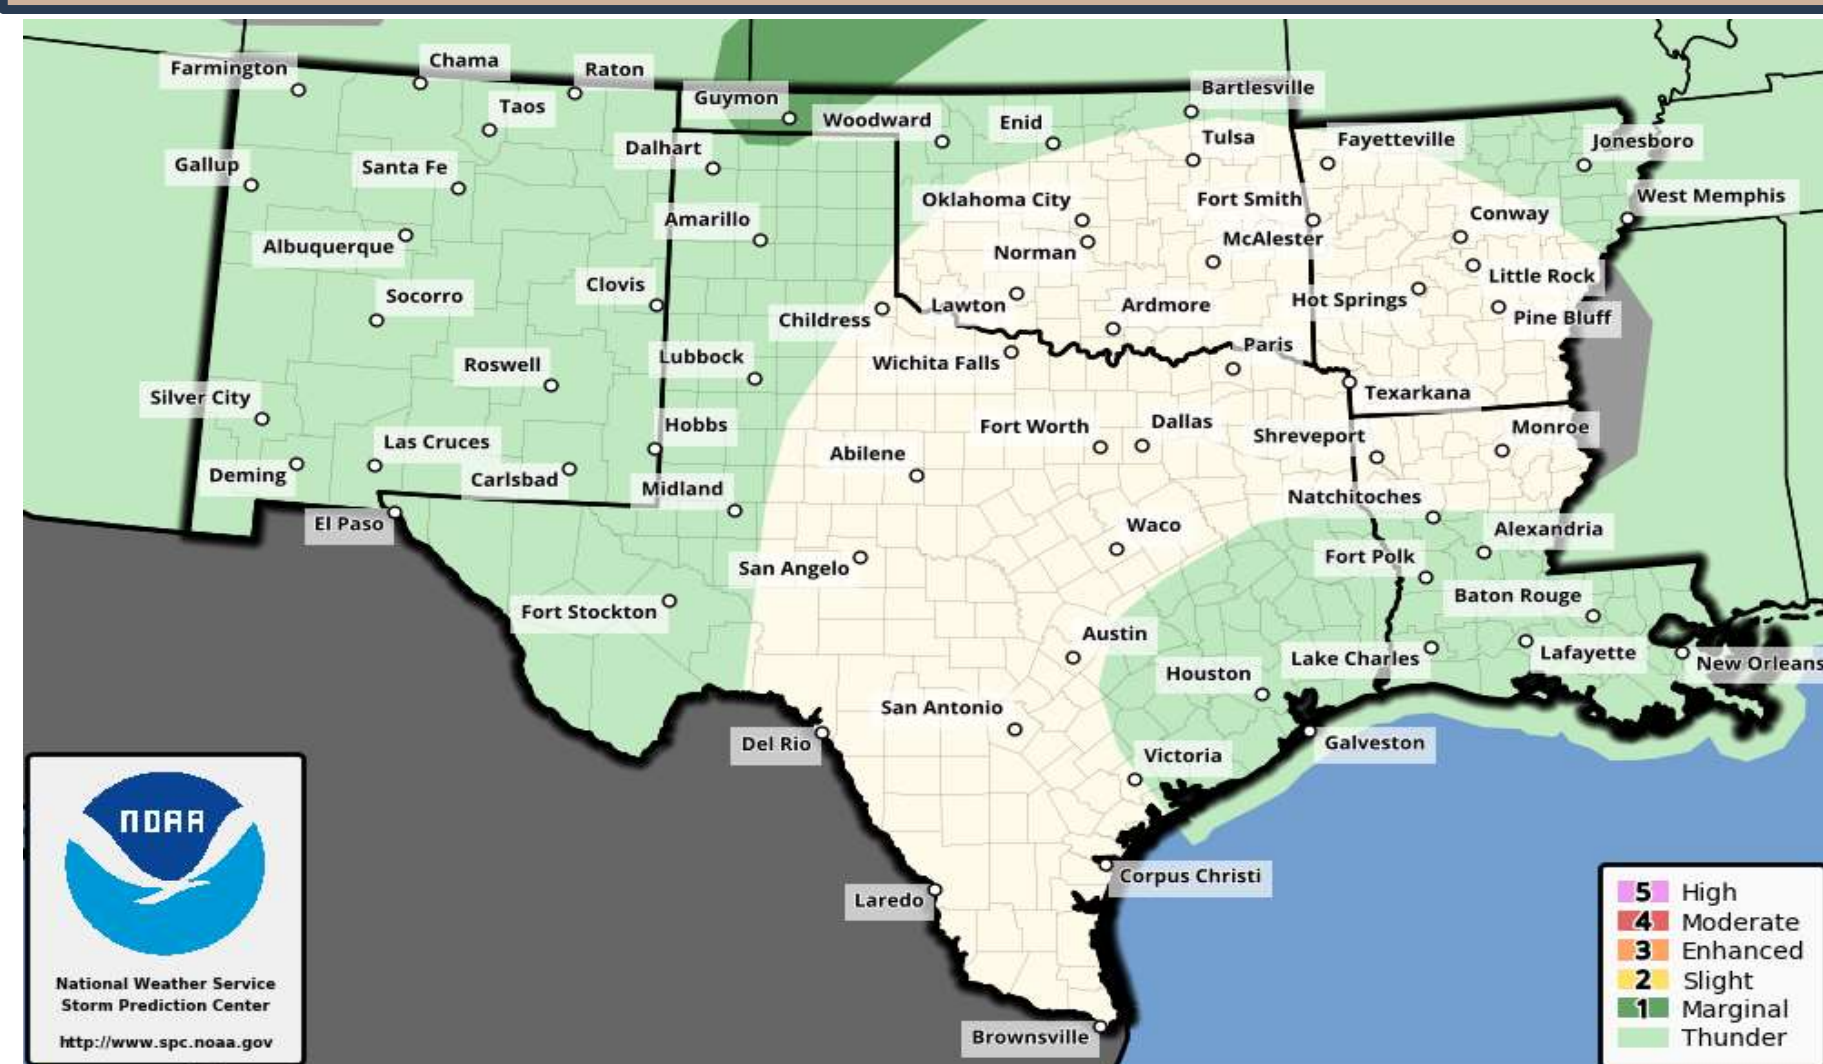 Chama
Farmington
Raton
Taos
Guymon
Bartlesville
Woodward
Enid
Tulsa
Fayetteville
Jonesboro
Dalhart
Gallup
Santa Fe
West Memphis
Oklahoma City
Fort Smith
Conway
Amarillo
Albuquerque
Norman
McAlester
Little Rock
Clovis
Socorro
Lawton
Ardmore
Hot Springs
Childress
Pine Bluff
Paris
Lubbock
Roswell
Wichita Falls
Texarkana
Silver City
Hobbs
Fort Worth
Dallas
Shreveport
Monroe
Las Cruces
Abilene
Deming
Carlsbad
Midland
Natchitoches
El Paso
Waco
Alexandria
San Angelo
Fort Polk
Baton Rouge
Fort Stockton
Austin
Lake Charles
Lafayette
New Orleans
Houston
San Antonio
Del Rio
Galveston
Victoria
Corpus Christi
Laredo
Brownsville
NOAA
National Weather Service
Storm Prediction Center
http://www.spc.noaa.gov
5 High
4 Moderate
3 Enhanced
2 Slight
1 Marginal
Thunder